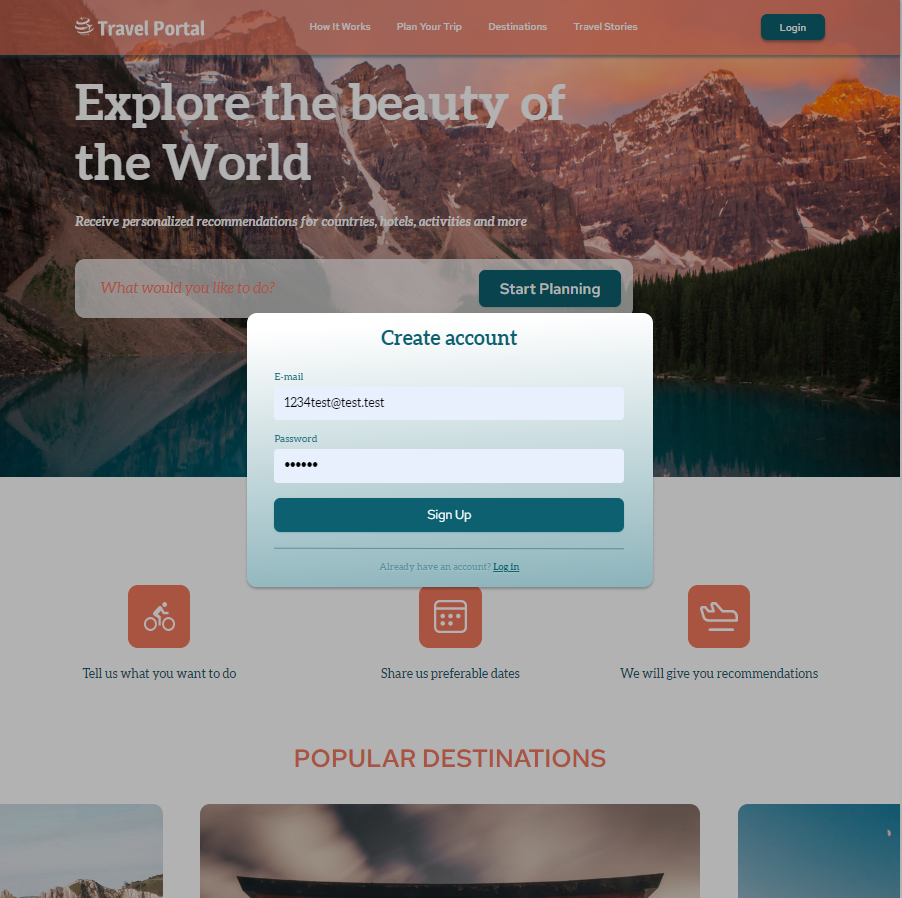 Travel Portal
How It Works
Plan Your Trip
Destinations
Travel Stories
Login
Explore the beauty of
the World
Receive personalized recommendations for countries, hotels, activities and more
What would you like to do?
Start Planning
Create account
E-mail
1234test@test.test
Password
••••••
Sign Up
Already have an account? Log in
Tell us what you want to do
Share us preferable dates
We will give you recommendations
POPULAR DESTINATIONS